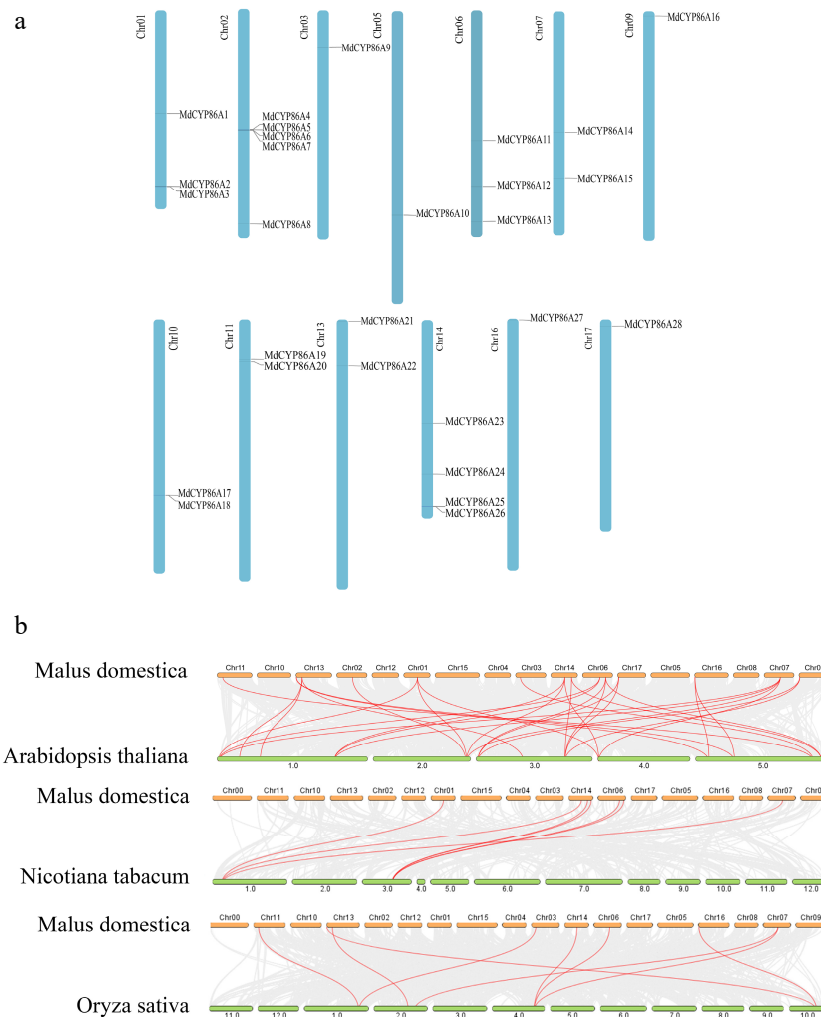 a
Chr01
Chr02
Chr03
Chr05
Chr06
Chr07
Chr09
MdCYP86A16
MdCYP86A9
MdCYP86A1
MdCYP86A4
MdCYP86A5
MdCYP86A6
MdCYP86A7
MdCYP86A14
MdCYP86A11
MdCYP86A2
MdCYP86A3
MdCYP86A15
MdCYP86A12
MdCYP86A8
MdCYP86A10
MdCYP86A13
Chr10
Chr11
Chr13
Chr14
Chr16
Chr17
MdCYP86A21
MdCYP86A27
MdCYP86A28
MdCYP86A19
MdCYP86A20
MdCYP86A22
MdCYP86A23
MdCYP86A24
MdCYP86A17
MdCYP86A18
MdCYP86A25
MdCYP86A26
b
Malus domestica
Chr11 Chr10 Chr13 Chr02 Chr12 Chr01 Chr15 Chr04 Chr03 Chr14 Chr06 Chr17 Chr05 Chr16 Chr08 Chr07 Chr0
Arabidopsis thaliana
1.0 2.0 3.0 4.0 5.0
Malus domestica
Chr00 Chr11 Chr10 Chr13 Chr02 Chr12 Chr01 Chr15 Chr04 Chr03 Chr14 Chr06 Chr17 Chr05 Chr16 Chr08 Chr07 Chr0
Nicotiana tabacum
1.0 2.0 3.0 4.0 5.0 6.0 7.0 8.0 9.0 10.0 11.0 12.0
Malus domestica
Chr00 Chr11 Chr10 Chr13 Chr02 Chr12 Chr01 Chr15 Chr04 Chr03 Chr14 Chr06 Chr17 Chr05 Chr16 Chr08 Chr07 Chr09
Oryza sativa
11.0 12.0 1.0 2.0 3.0 4.0 5.0 6.0 7.0 8.0 9.0 10.0